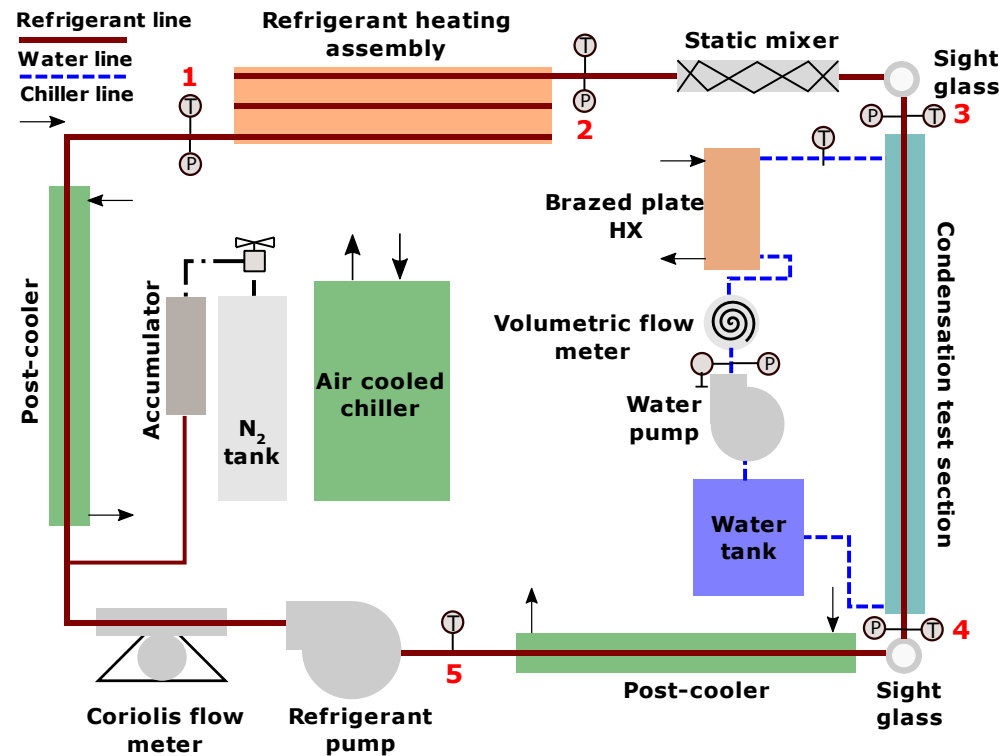 Refrigerant line
Water line
Chiller line
Refrigerant heating
assembly
Static mixer
Sight
glass
1
T
P
T
P
2
P
T
3
T
Brazed plate
HX
Post-cooler
Accumulator
N2
tank
Air cooled
chiller
Volumetric flow
meter
P
Water
pump
Water
tank
Condensation test section
P
T
4
T
5
Post-cooler
Sight
glass
Coriolis flow
meter
Refrigerant
pump